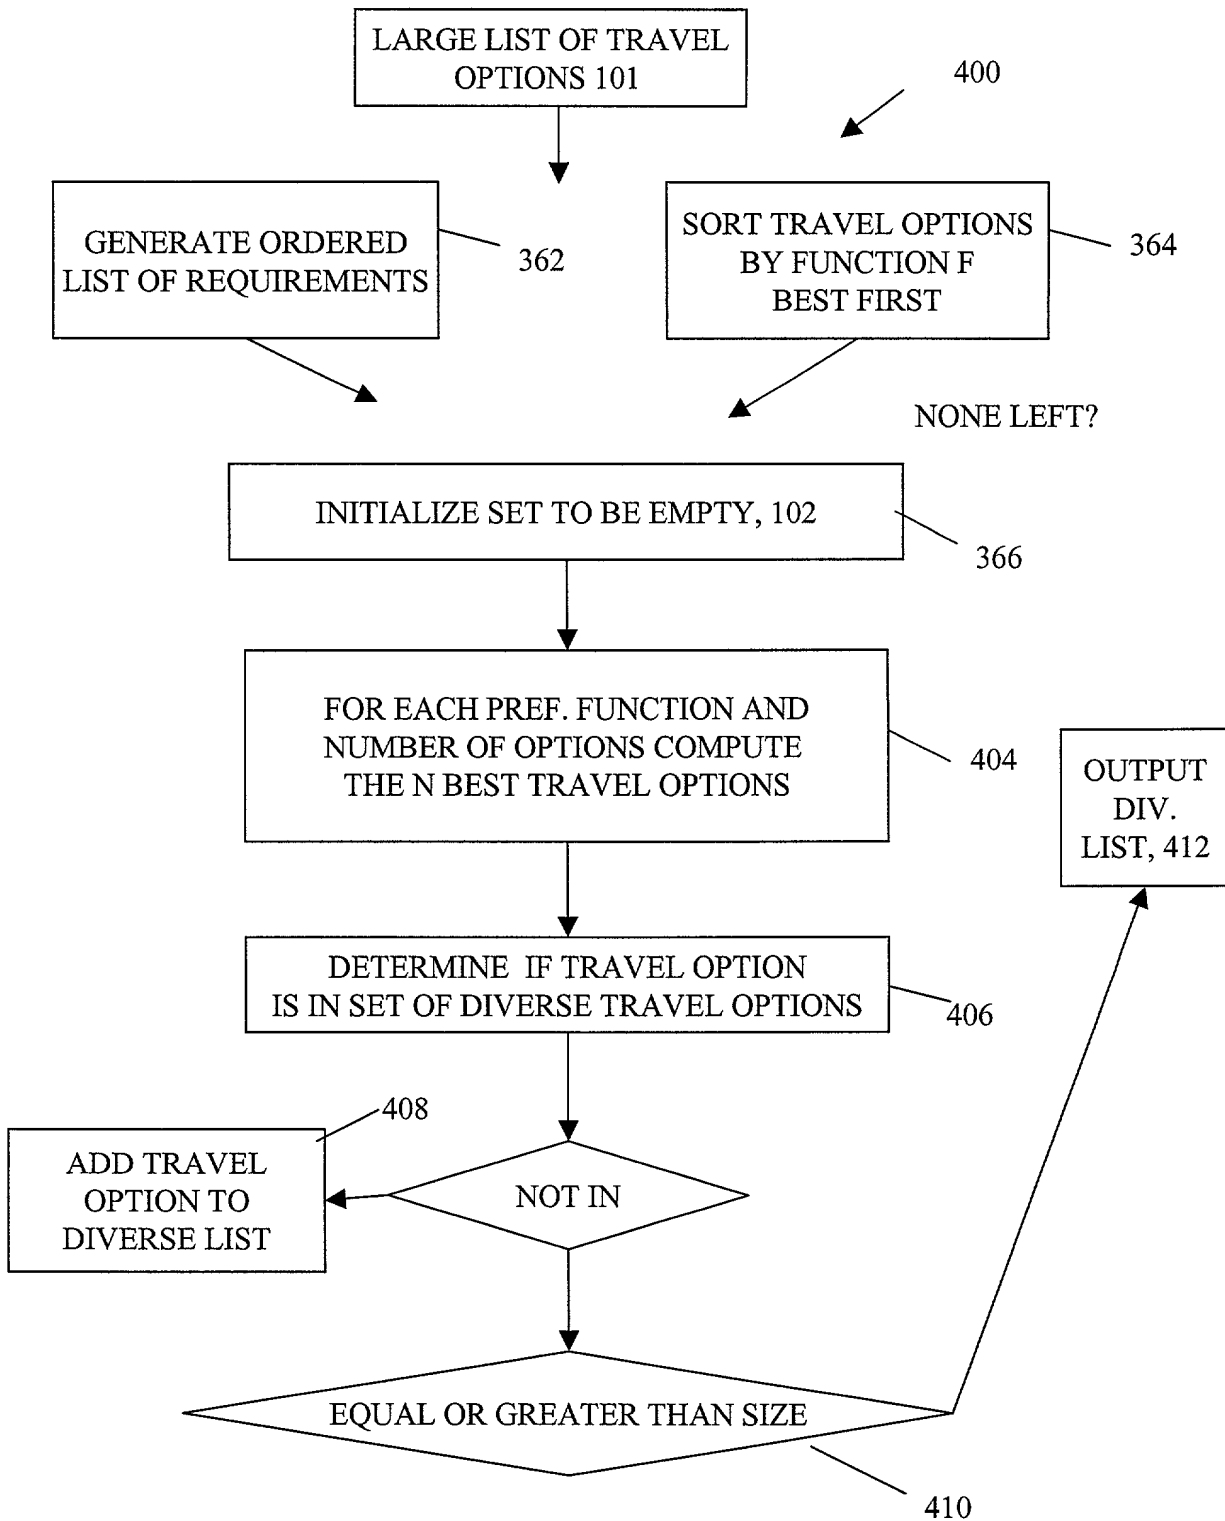 LARGE LIST OF TRAVEL
OPTIONS 101
400
GENERATE ORDERED
LIST OF REQUIREMENTS
362
SORT TRAVEL OPTIONS
BY FUNCTION F
BEST FIRST
364
NONE LEFT?
INITIALIZE SET TO BE EMPTY, 102
366
FOR EACH PREF. FUNCTION AND
NUMBER OF OPTIONS COMPUTE
THE N BEST TRAVEL OPTIONS
404
OUTPUT
DIV.
LIST, 412
DETERMINE IF TRAVEL OPTION
IS IN SET OF DIVERSE TRAVEL OPTIONS
406
408
ADD TRAVEL
OPTION TO
DIVERSE LIST
NOT IN
EQUAL OR GREATER THAN SIZE
410